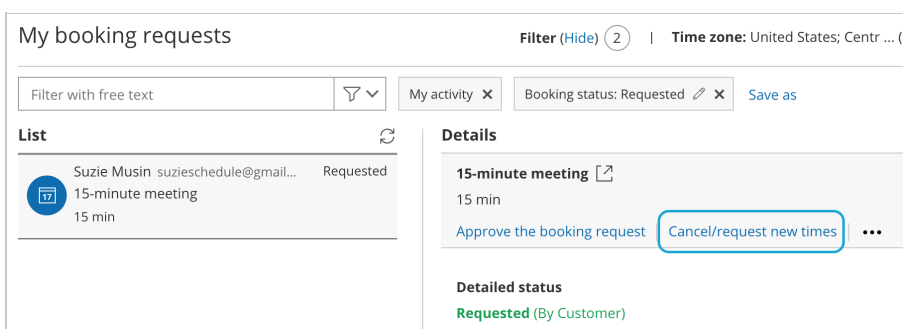 My booking requests
Filter (Hide) 2 | Time zone: United States; Centr ... (
Filter with free text
My activity
Booking status: Requested
Save as
List
Suzie Musin suzieschedule@gmail... Requested
17
15-minute meeting
15 min
Details
15-minute meeting
15 min
Approve the booking request | Cancel/request new times | •••
Detailed status
Requested (By Customer)